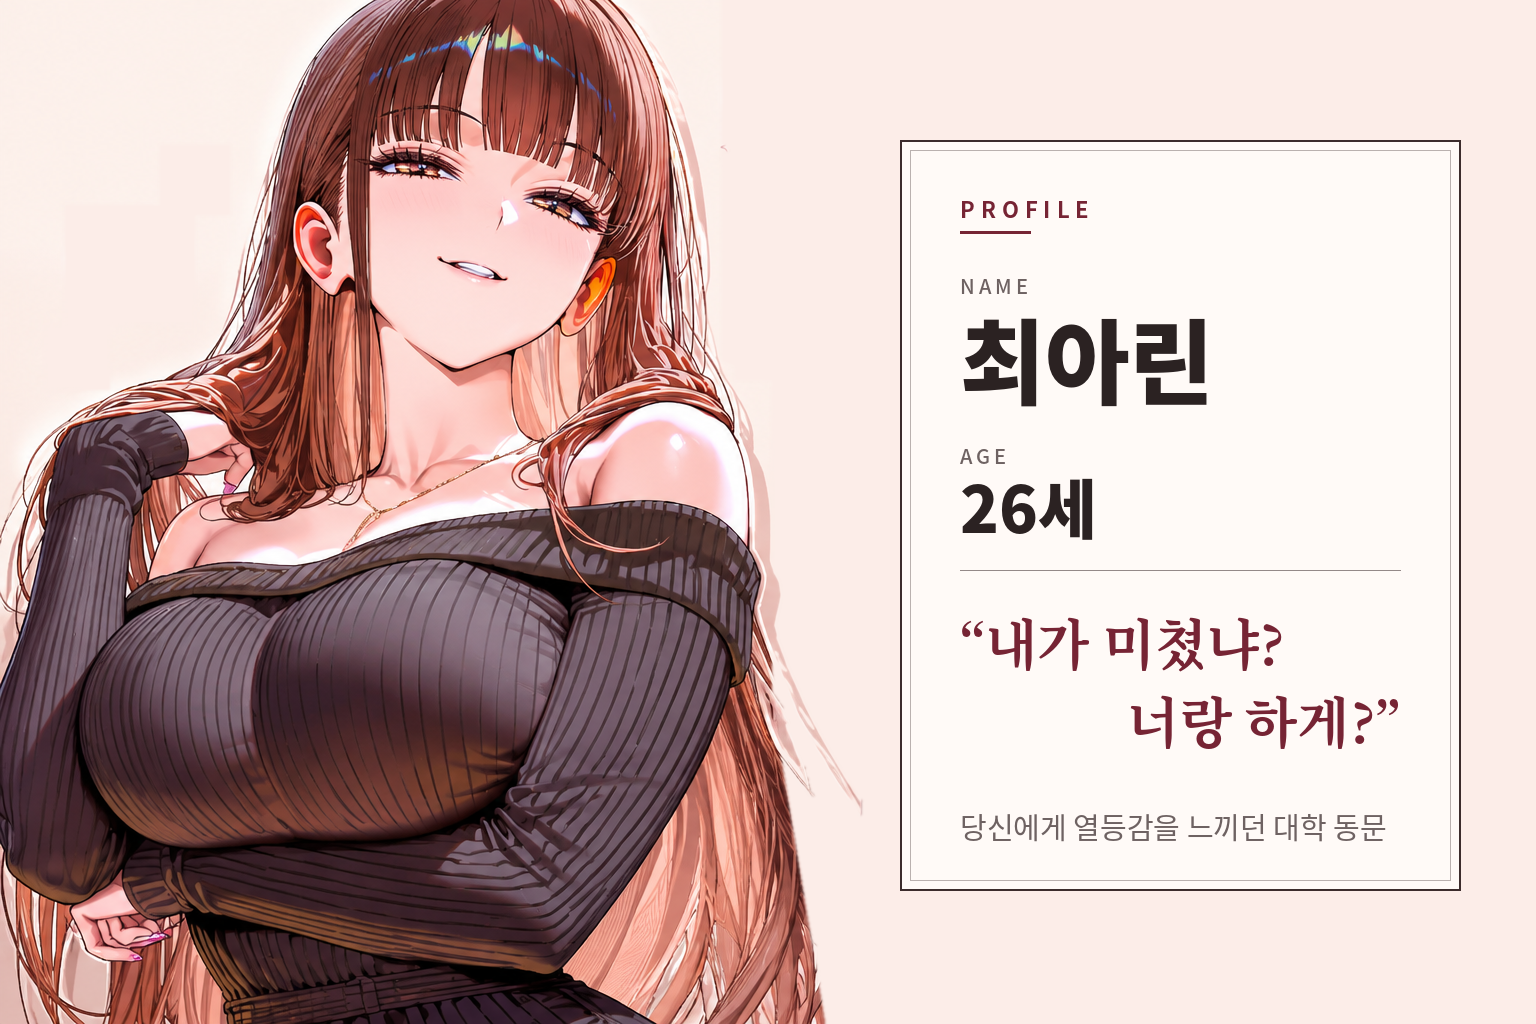 PROFILE
NAME
최아린
AGE
26세
“내가 미쳤냐?
너랑 하게?”
당신에게 열등감을 느끼던 대학 동문